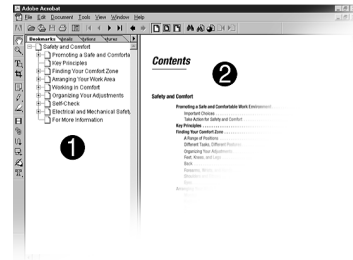 Adobe Acrobat
File Edit Document Tools View Window Help
Bookmarks
Safety and Comfort
Promoting a Safe and Comforta
Key Principles
Finding Your Comfort Zone
Arranging Your Work Area
Working in Comfort
Organizing Your Adjustments
Self-Check
Electrical and Mechanical Safety
For More Information
1
Contents
2
Safety and Comfort
Promoting a Safe and Comfortable Work Environment
Important Choices
Take Action for Safety and Comfort
Key Principles
Finding Your Comfort Zone
A Range of Positions
Different Tasks, Different Positions
Organizing Your Adjustments
Feet, Knees, and Legs
Back